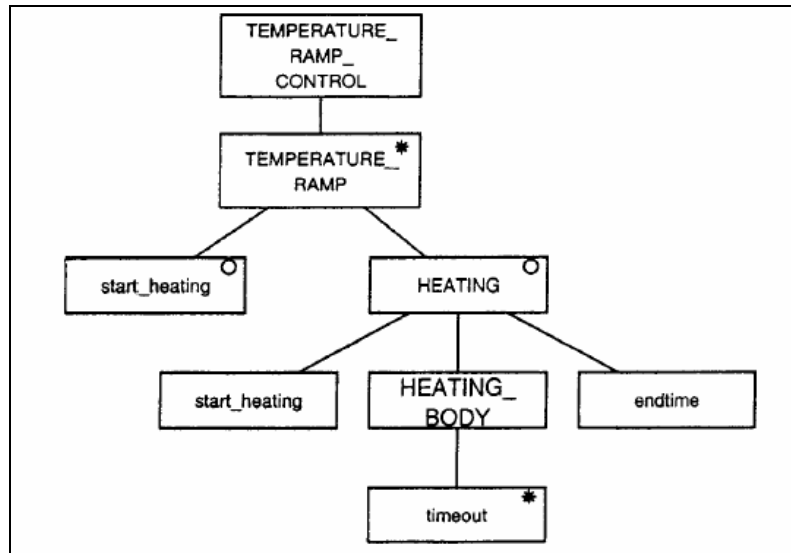 TEMPERATURE_
RAMP_
CONTROL
TEMPERATURE_
RAMP
start_heating
HEATING
start_heating
HEATING_
BODY
endtime
timeout